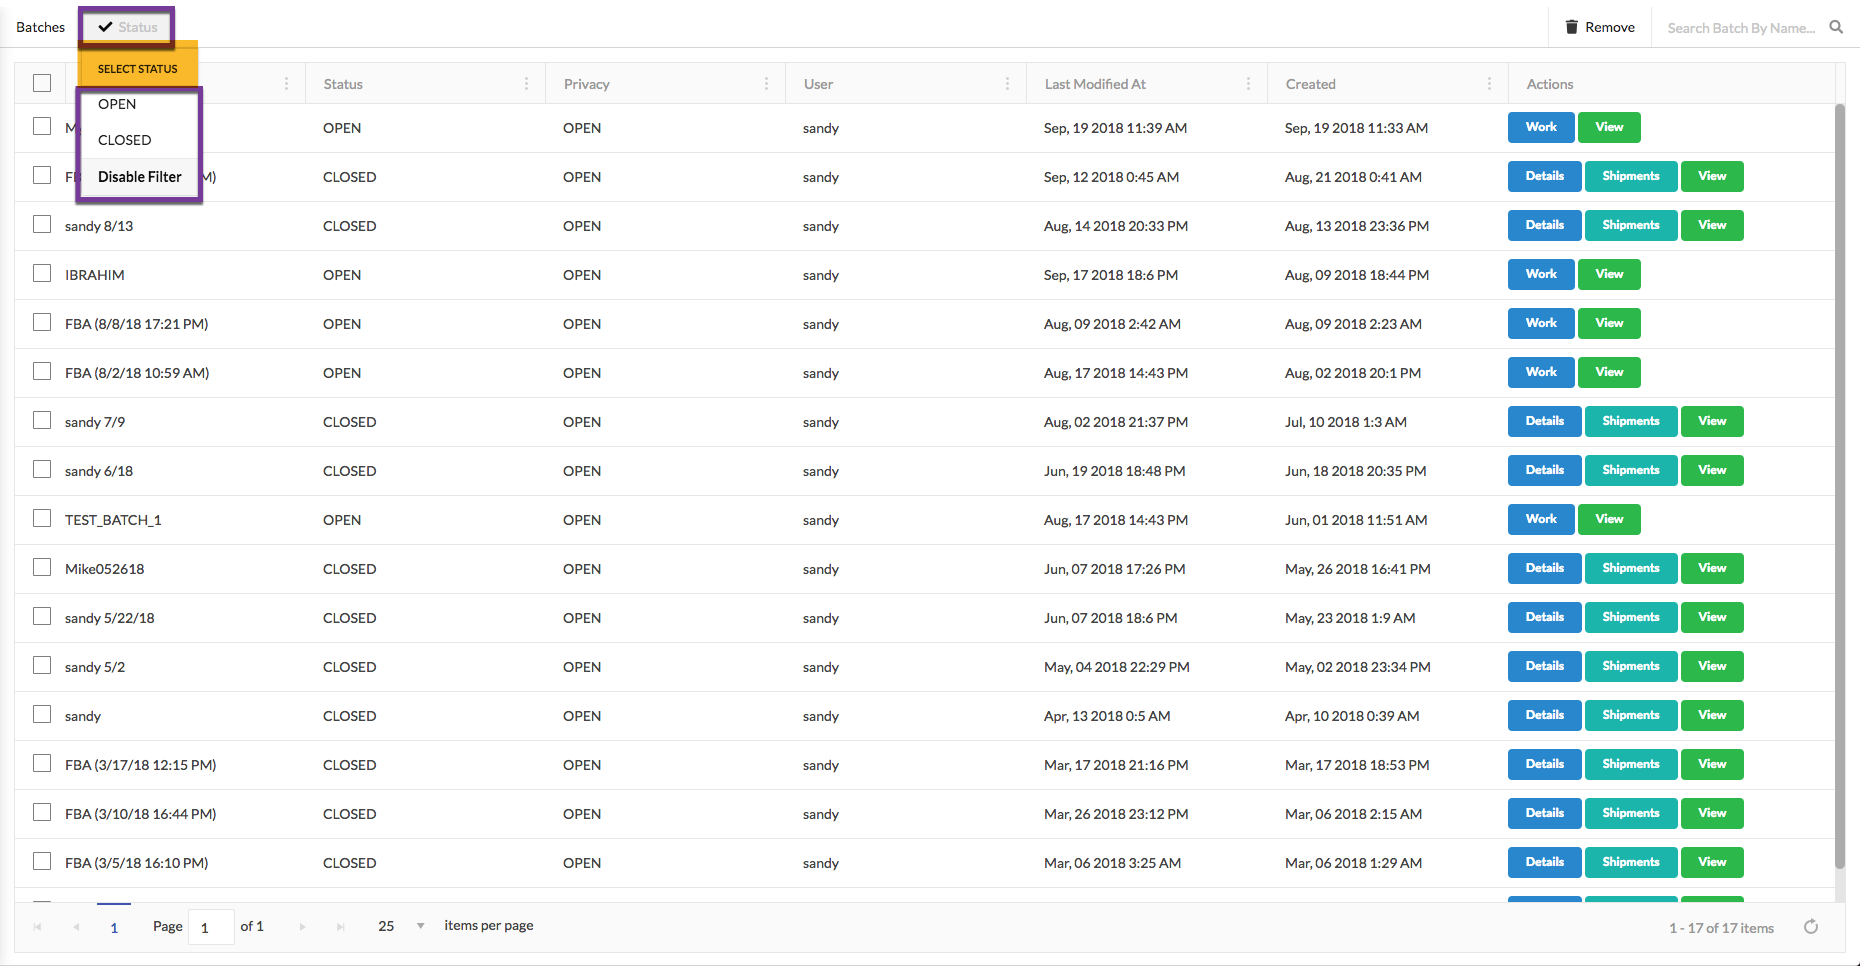 Batches Status Remove Search Batch By Name...
SELECT STATUS
OPEN
CLOSED
Disable Filter
Status Privacy User Last Modified At Created Actions
OPEN OPEN sandy Sep, 19 2018 11:39 AM Sep, 19 2018 11:33 AM Work View
CLOSED OPEN sandy Sep, 12 2018 0:45 AM Aug, 21 2018 0:41 AM Details Shipments View
sandy 8/13 CLOSED OPEN sandy Aug, 14 2018 20:33 PM Aug, 13 2018 23:36 PM Details Shipments View
IBRAHIM OPEN OPEN sandy Sep, 17 2018 18:6 PM Aug, 09 2018 18:44 PM Work View
FBA (8/8/18 17:21 PM) OPEN OPEN sandy Aug, 09 2018 2:42 AM Aug, 09 2018 2:23 AM Work View
FBA (8/2/18 10:59 AM) OPEN OPEN sandy Aug, 17 2018 14:43 PM Aug, 02 2018 20:1 PM Work View
sandy 7/9 CLOSED OPEN sandy Aug, 02 2018 21:37 PM Jul, 10 2018 1:3 AM Details Shipments View
sandy 6/18 CLOSED OPEN sandy Jun, 19 2018 18:48 PM Jun, 18 2018 20:35 PM Details Shipments View
TEST_BATCH_1 OPEN OPEN sandy Aug, 17 2018 14:43 PM Jun, 01 2018 11:51 AM Work View
Mike052618 CLOSED OPEN sandy Jun, 07 2018 17:26 PM May, 26 2018 16:41 PM Details Shipments View
sandy 5/22/18 CLOSED OPEN sandy Jun, 07 2018 18:6 PM May, 23 2018 1:9 AM Details Shipments View
sandy 5/2 CLOSED OPEN sandy May, 04 2018 22:29 PM May, 02 2018 23:34 PM Details Shipments View
sandy CLOSED OPEN sandy Apr, 13 2018 0:5 AM Apr, 10 2018 0:39 AM Details Shipments View
FBA (3/17/18 12:15 PM) CLOSED OPEN sandy Mar, 17 2018 21:16 PM Mar, 17 2018 18:53 PM Details Shipments View
FBA (3/10/18 16:44 PM) CLOSED OPEN sandy Mar, 26 2018 23:12 PM Mar, 06 2018 2:15 AM Details Shipments View
FBA (3/5/18 16:10 PM) CLOSED OPEN sandy Mar, 06 2018 3:25 AM Mar, 06 2018 1:29 AM Details Shipments View
1 Page 1 of 1 25 items per page 1 - 17 of 17 items